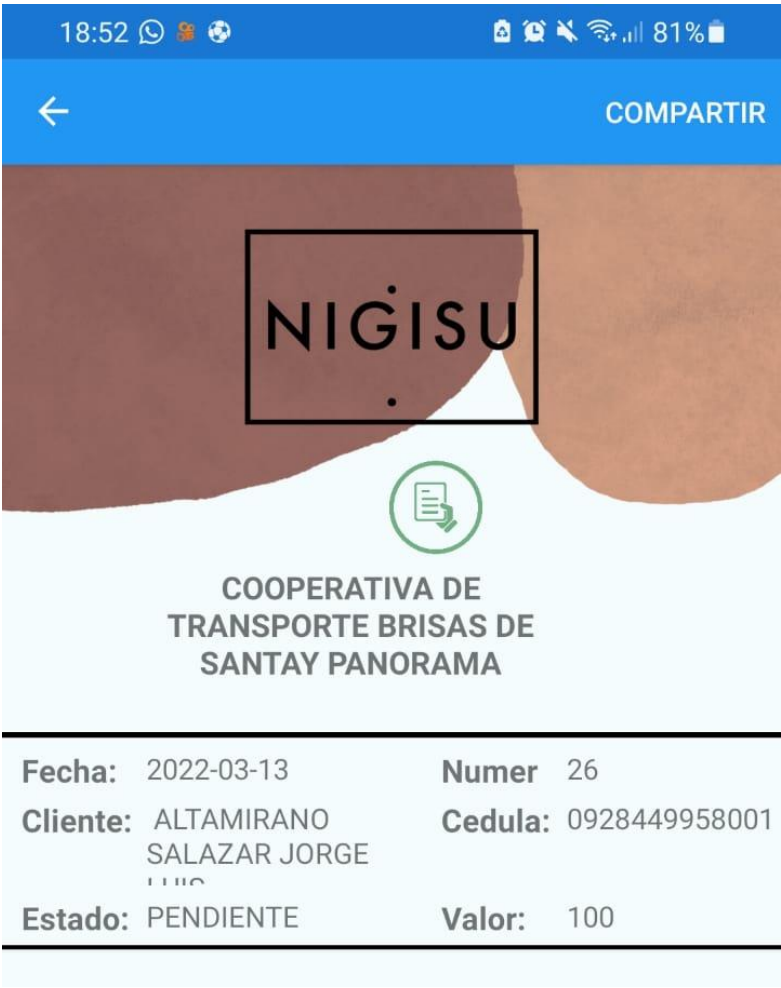 18:52 81%
COMPARTIR
NIGISU
COOPERATIVA DE
TRANSPORTE BRISAS DE
SANTAY PANORAMA
Fecha: 2022-03-13 Numer 26
Cliente: ALTAMIRANO Cedula: 0928449958001
SALAZAR JORGE
LUIS
Estado: PENDIENTE Valor: 100